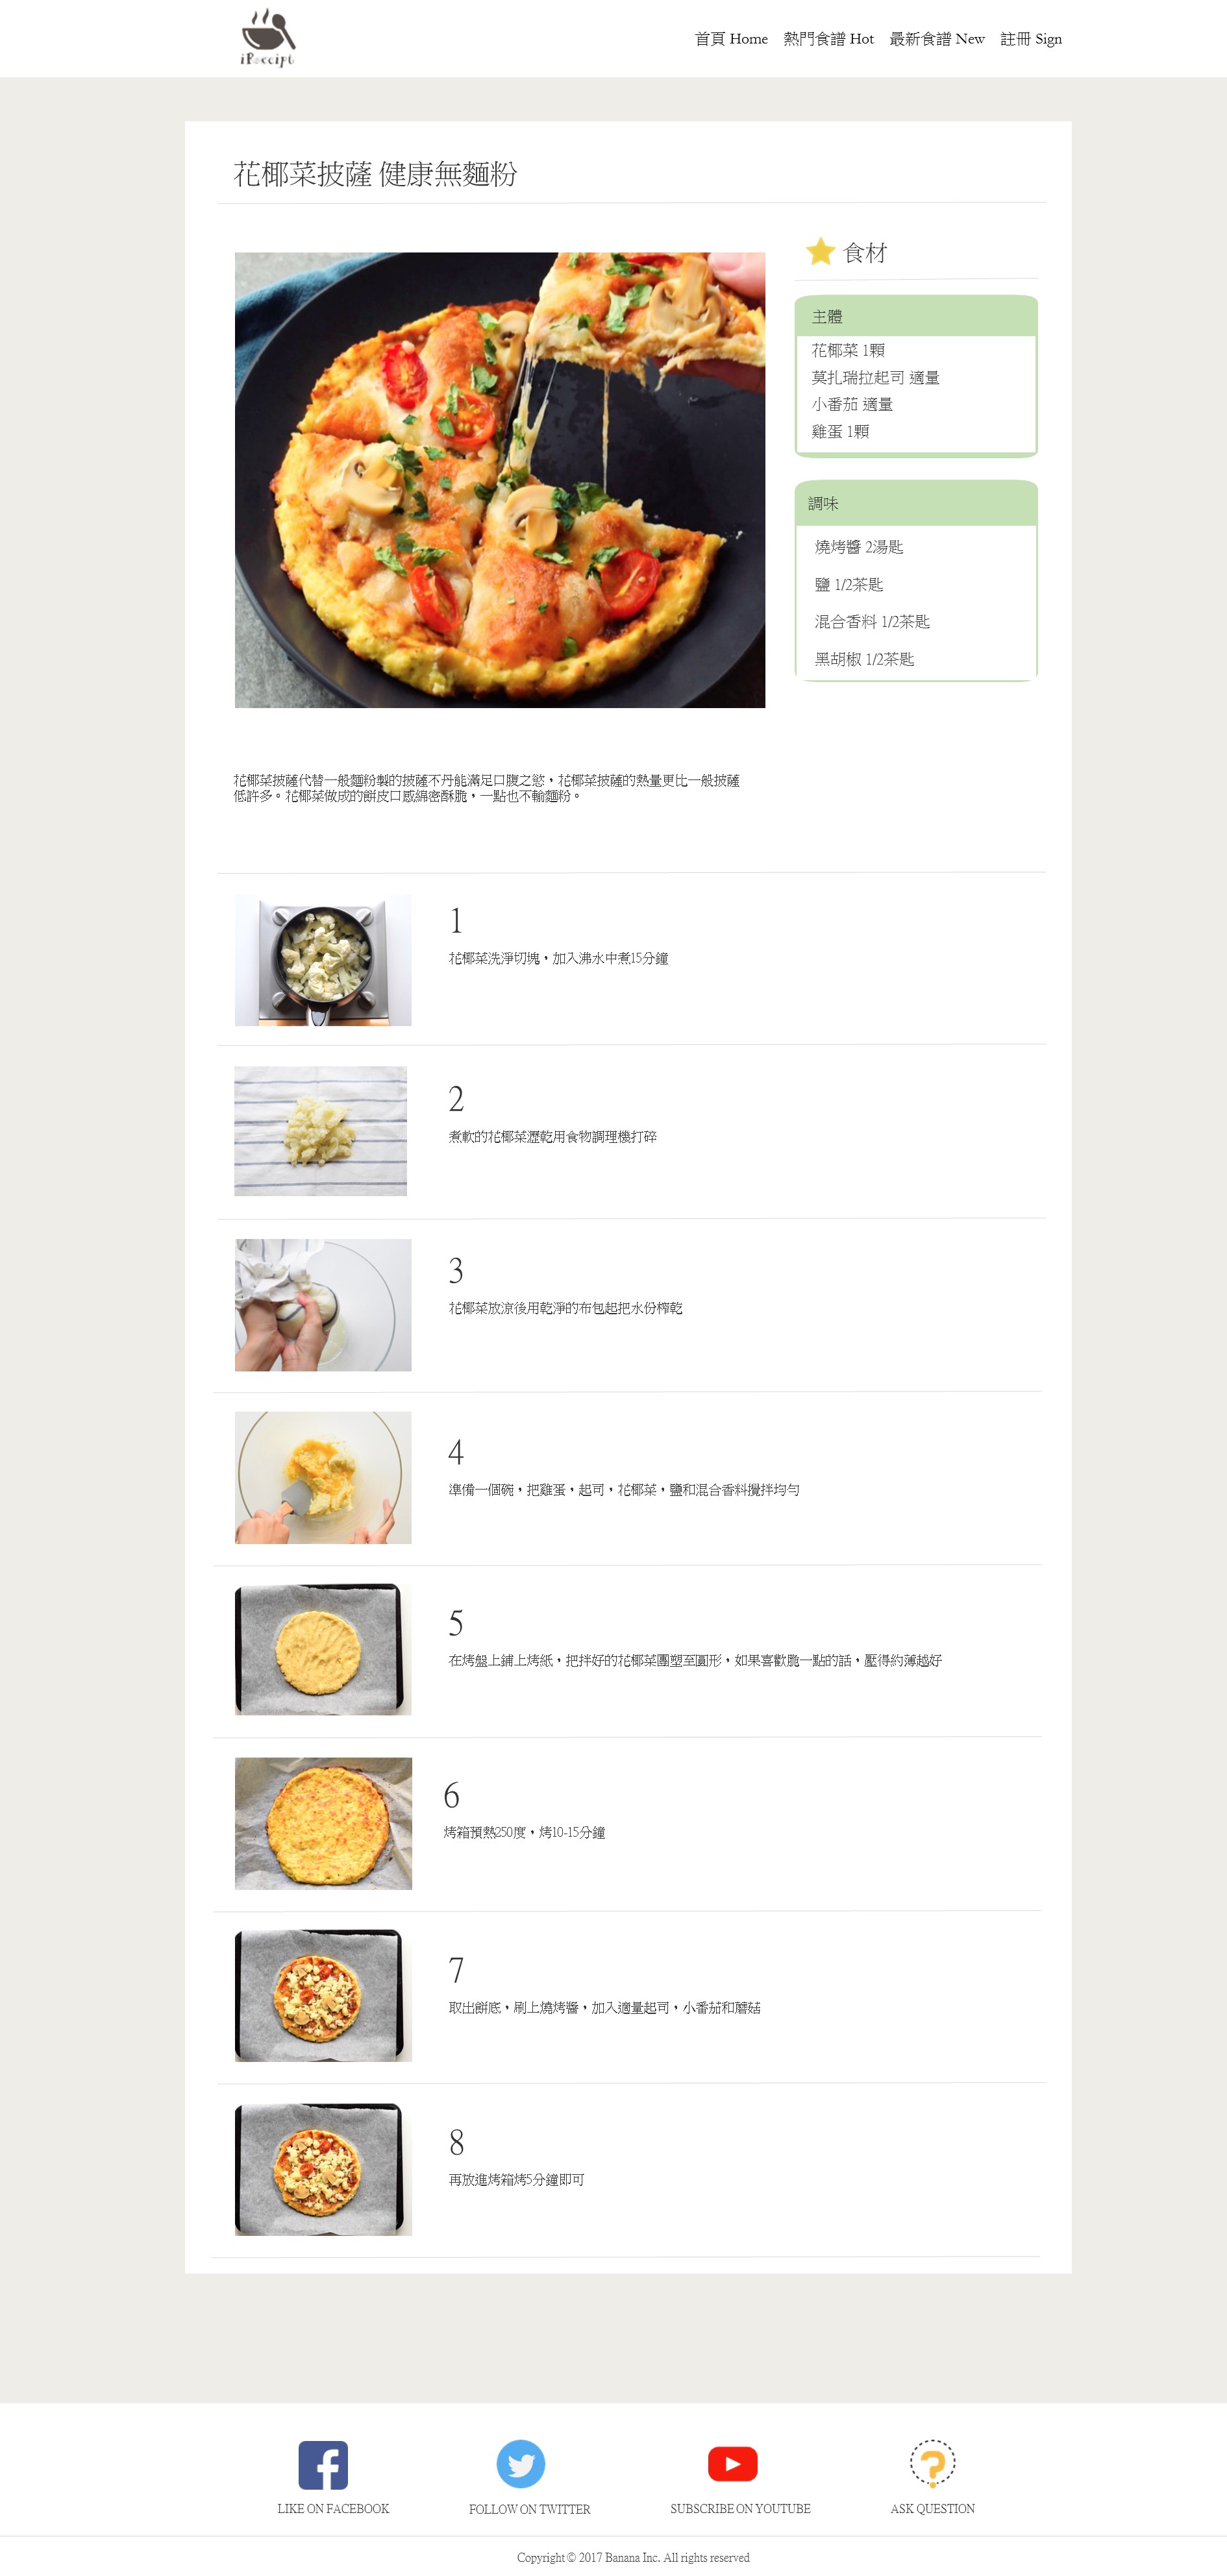 iReceipt
首頁 Home 熱門食譜 Hot 最新食譜 New 註冊 Sign
花椰菜披薩 健康無麵粉
食材
主體
花椰菜 1顆
莫扎瑞拉起司 適量
小番茄 適量
雞蛋 1顆
調味
燒烤醬 2湯匙
鹽 1/2茶匙
混合香料 1/2茶匙
黑胡椒 1/2茶匙
花椰菜披薩代替一般麵粉製的披薩不丹能滿足口腹之慾，花椰菜披薩的熱量更比一般披薩
低許多。花椰菜做成的餅皮口感綿密酥脆，一點也不輸麵粉。
1
花椰菜洗淨切塊，加入沸水中煮15分鐘
2
煮軟的花椰菜瀝乾用食物調理機打碎
3
花椰菜放涼後用乾淨的布包起把水份榨乾
4
準備一個碗，把雞蛋，起司，花椰菜，鹽和混合香料攪拌均勻
5
在烤盤上鋪上烤紙，把拌好的花椰菜團塑至圓形，如果喜歡脆一點的話，壓得約薄越好
6
烤箱預熱250度，烤10-15分鐘
7
取出餅底，刷上燒烤醬，加入適量起司，小番茄和蘑菇
8
再放進烤箱烤5分鐘即可
LIKE ON FACEBOOK FOLLOW ON TWITTER SUBSCRIBE ON YOUTUBE ASK QUESTION
Copyright © 2017 Banana Inc. All rights reserved